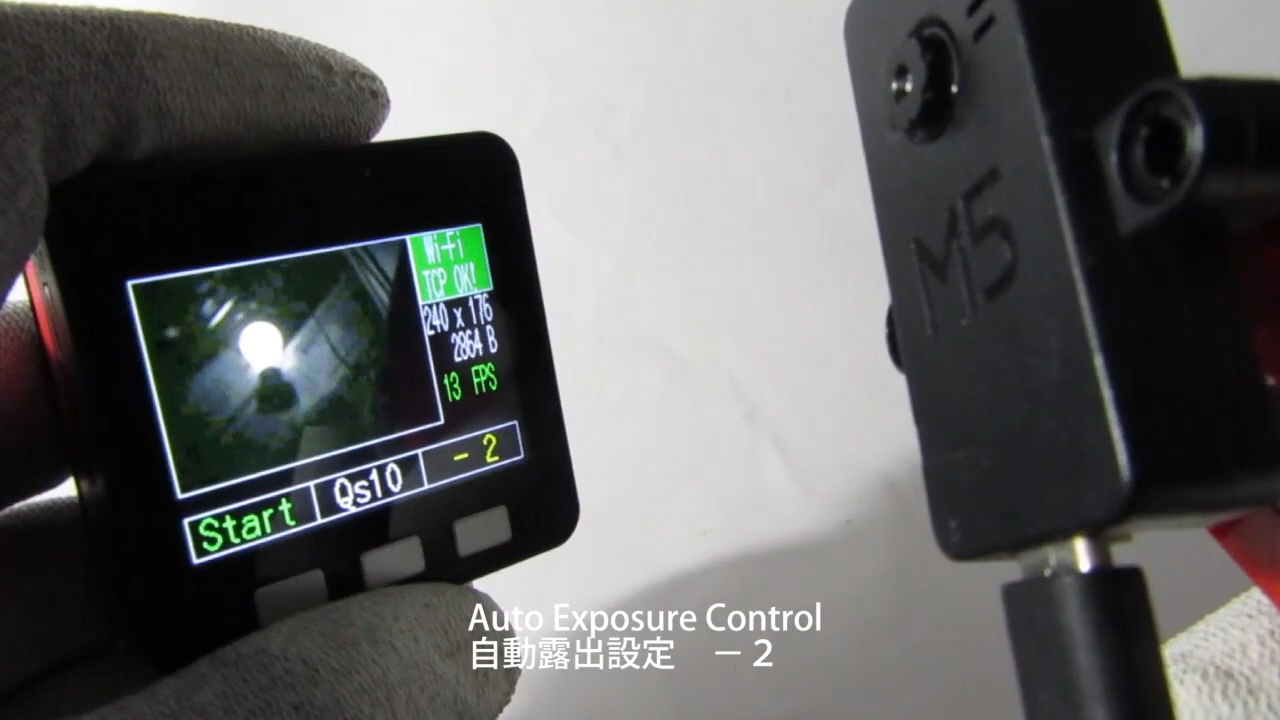 Wi-Fi
TCP OK!
240 x 176
2864 B
13 FPS
Start Qs10 -2
M5
Auto Exposure Control
自動露出設定 －２